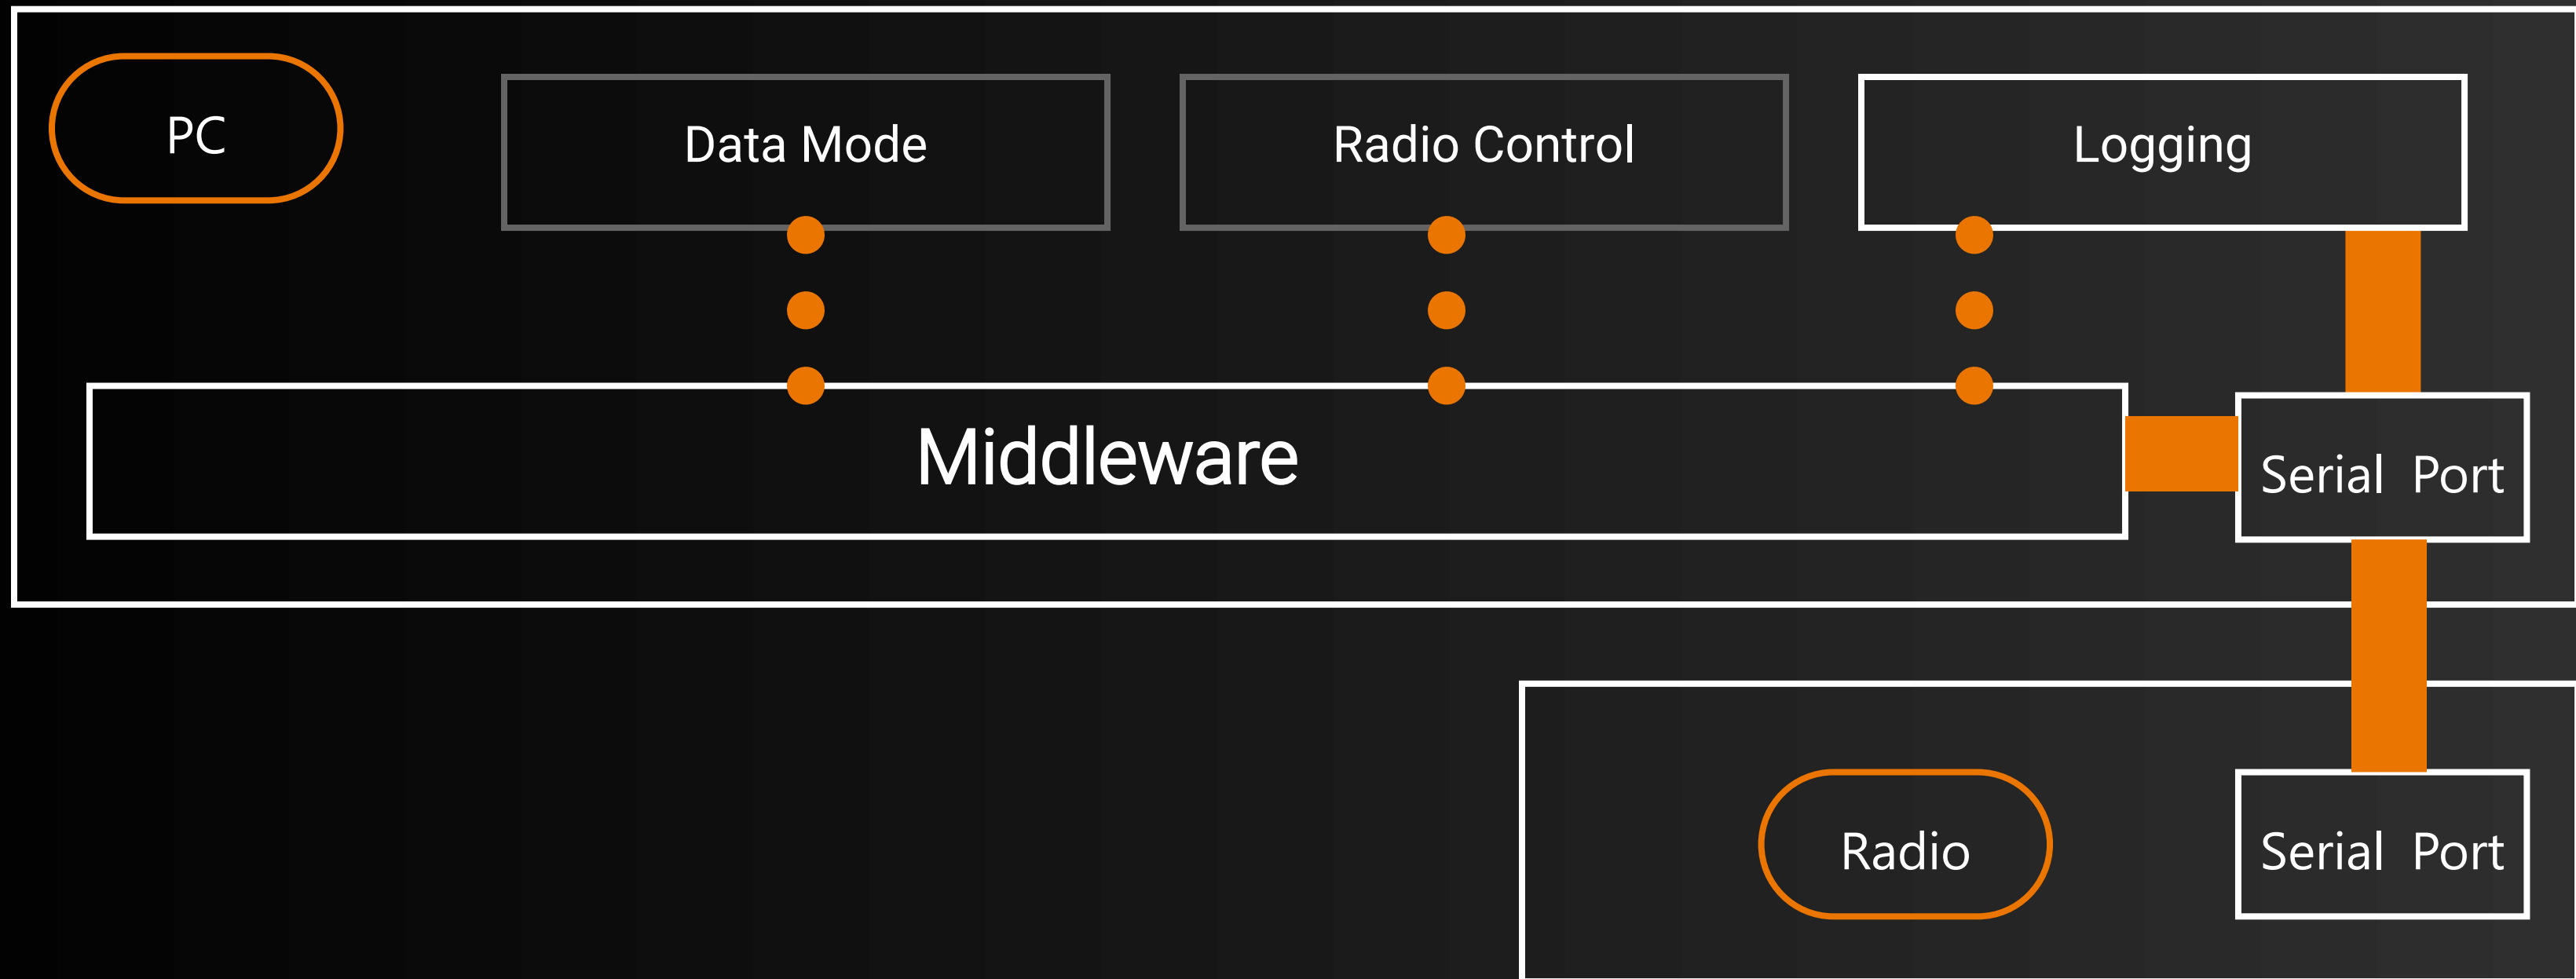 PC
Data Mode
Radio Control
Logging
Middleware
Serial Port
Radio
Serial Port